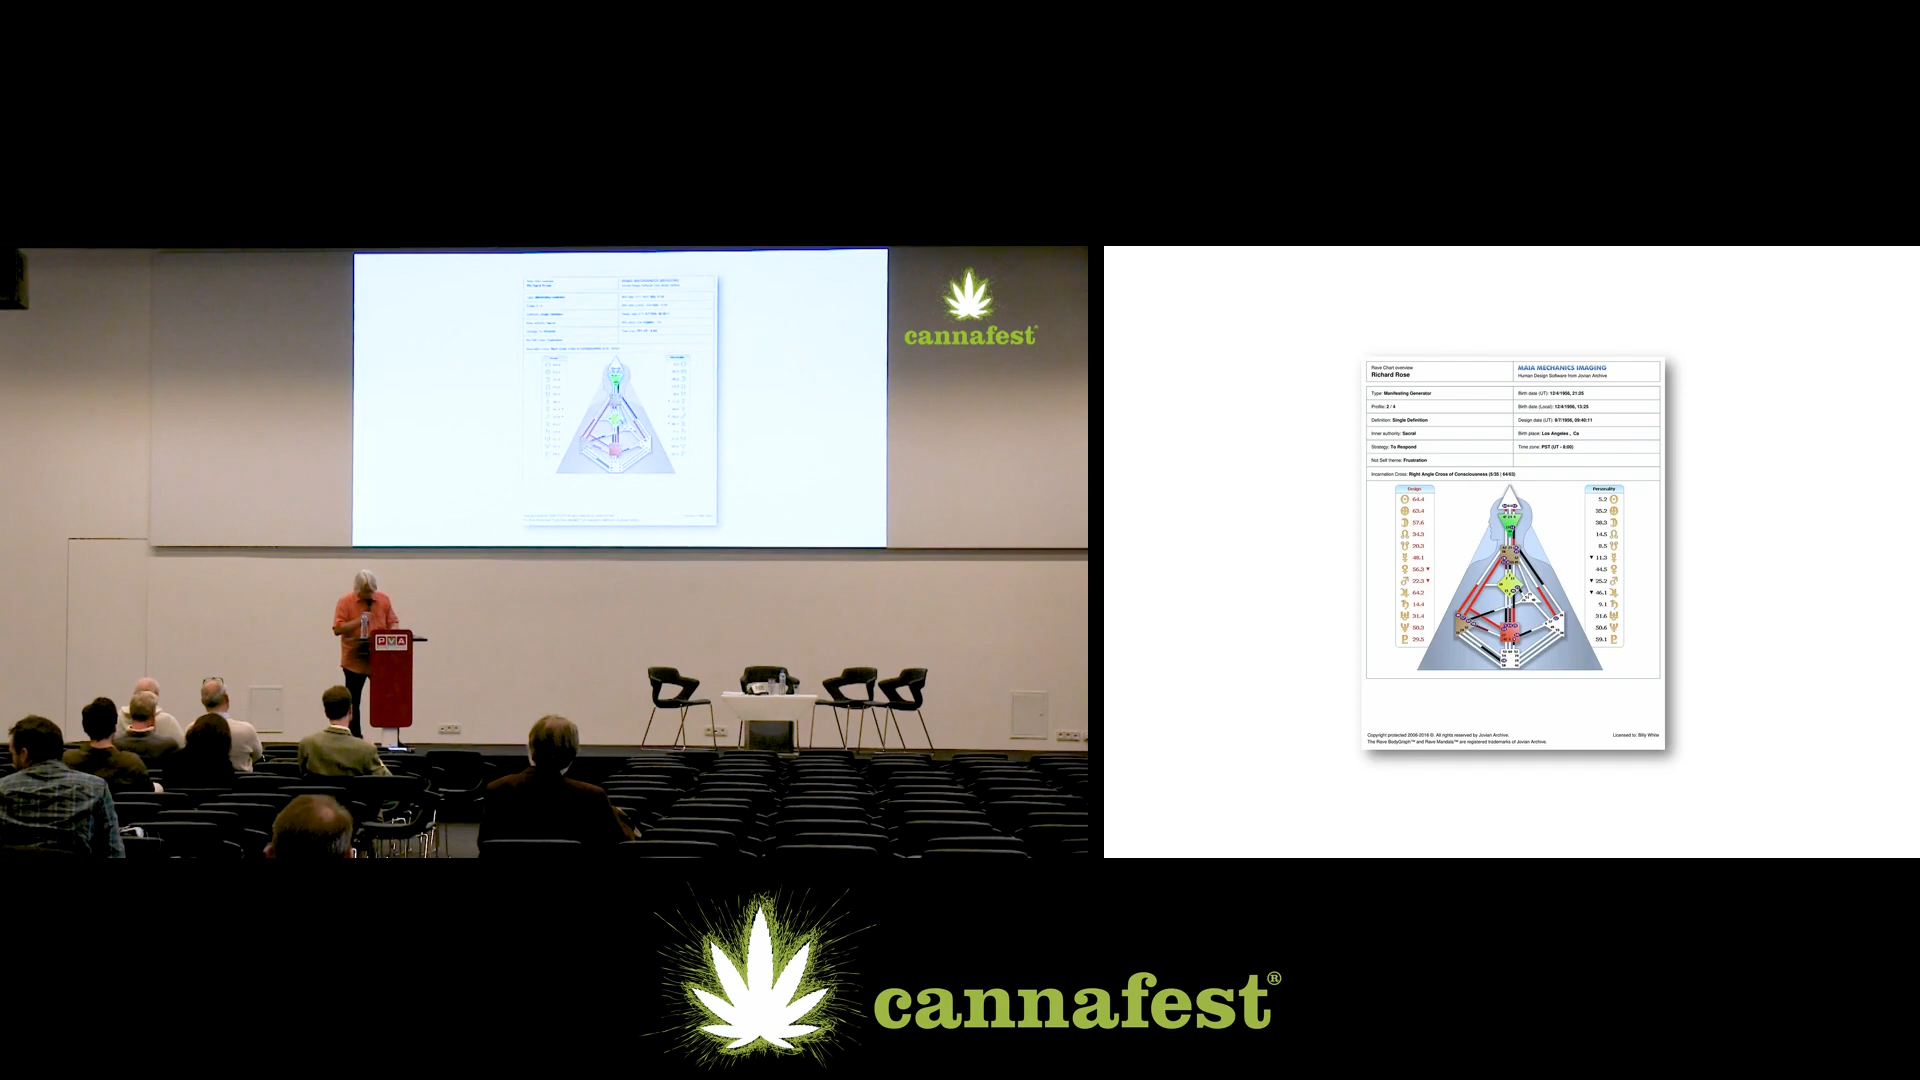 cannafest
PVA
Rave Chart overview
Richard Rose
MAIA MECHANICS IMAGING
Human Design Software from Jovian Archive
Type: Manifesting Generator
Birth date (UT): 12/4/1956, 21:25
Profile: 2 / 4
Birth date (Local): 12/4/1956, 13:25
Definition: Single Definition
Design date (UT): 9/7/1956, 09:40:11
Inner authority: Sacral
Birth place: Los Angeles , Ca
Strategy: To Respond
Time zone: PST (UT - 8:00)
Not Self theme: Frustration
Incarnation Cross: Right Angle Cross of Consciousness (5/35 | 64/63)
Design
Personality
64.4
5.2
63.4
35.2
57.6
38.3
34.3
14.5
20.3
8.5
48.1
11.3
56.3
44.5
22.3
25.2
64.2
46.1
14.4
9.1
31.4
31.6
50.3
50.6
29.5
59.1
Copyright protected 2006-2018 ©. All rights reserved by Jovian Archive.
The Rave BodyGraph™ and Rave Mandala™ are registered trademarks of Jovian Archive.
Licensed to: Billy White
cannafest®